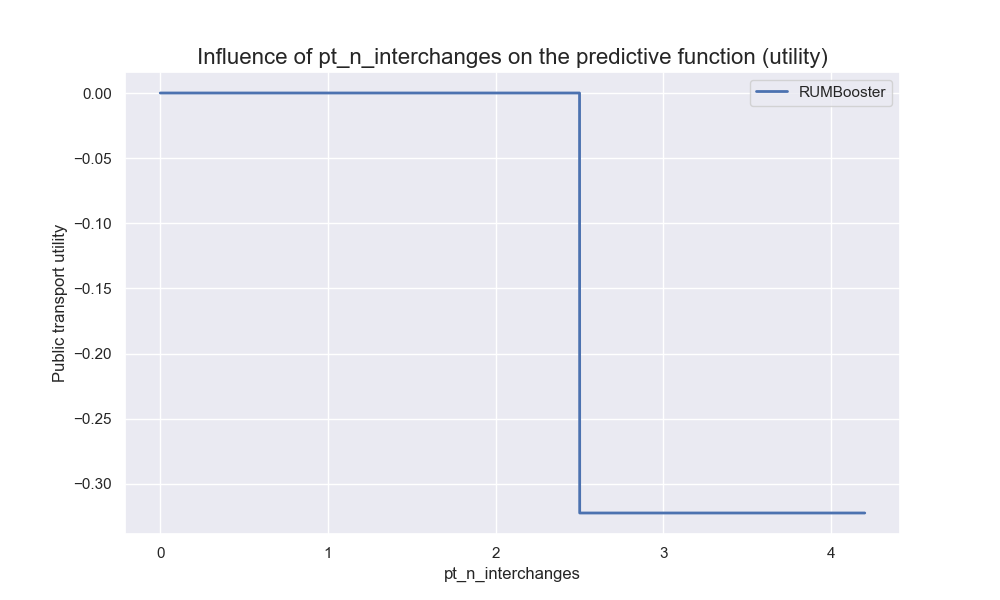 Influence of pt_n_interchanges on the predictive function (utility)
RUMBooster
0.00
−0.05
−0.10
−0.15
−0.20
−0.25
−0.30
Public transport utility
0 1 2 3 4
pt_n_interchanges